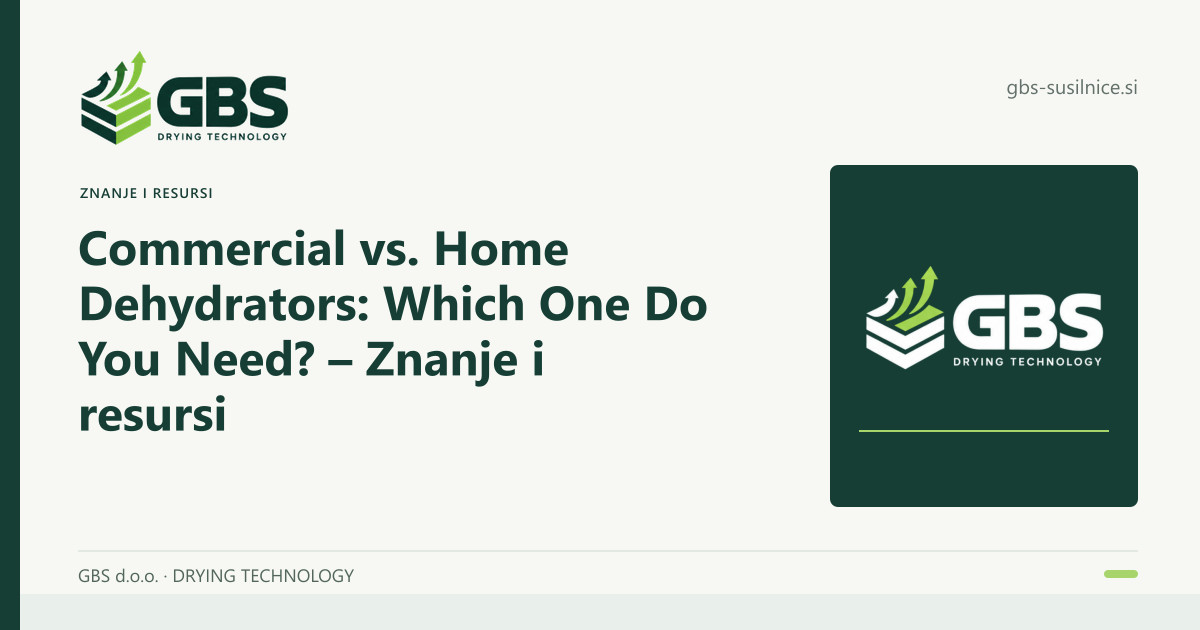 GBS
DRYING TECHNOLOGY
gbs-susilnice.si
ZNANJE I RESURSI
Commercial vs. Home
Dehydrators: Which One Do
You Need? – Znanje i
resursi
GBS
DRYING TECHNOLOGY
GBS d.o.o. · DRYING TECHNOLOGY